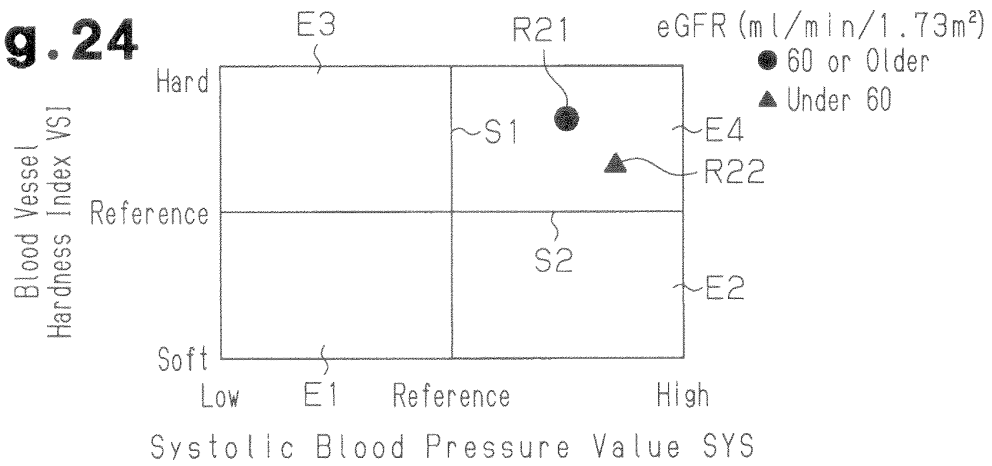 g.24
E3
R21
eGFR (ml/min/1.73m²)
● 60 or Older
▲ Under 60
Hard
S1
E4
R22
Blood Vessel
Hardness Index VSI
Reference
S2
E2
Soft
Low
E1
Reference
High
Systolic Blood Pressure Value SYS